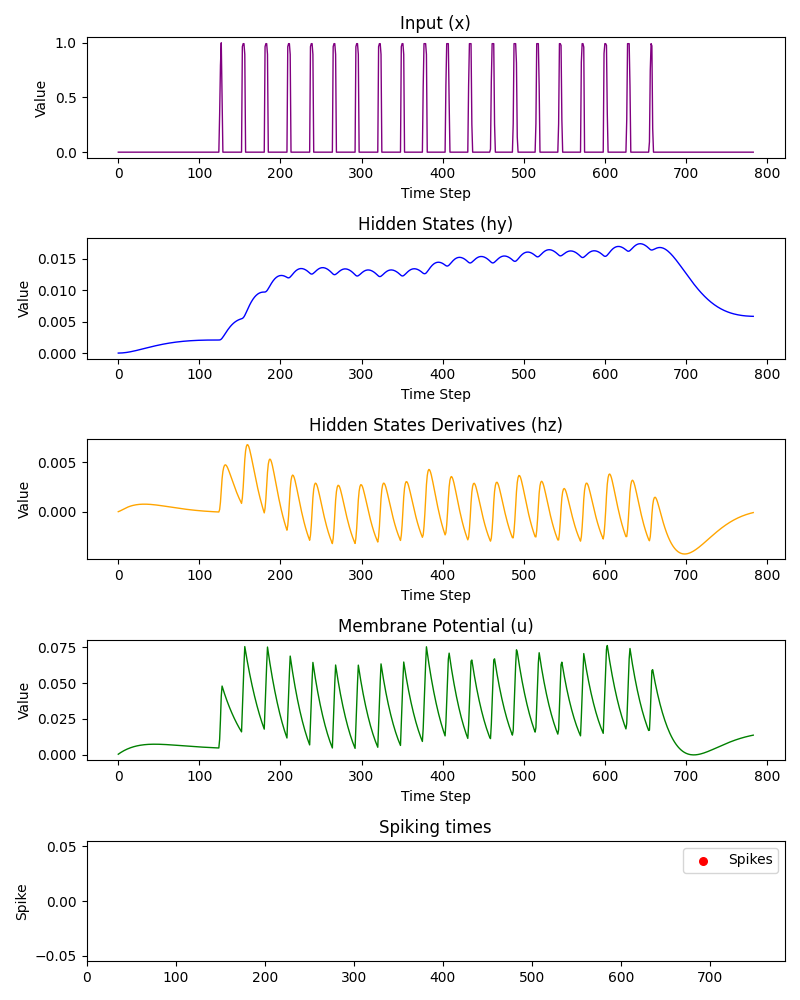 Input (x)
Value
1.0
0.5
0.0
0 100 200 300 400 500 600 700 800
Time Step
Hidden States (hy)
Value
0.015
0.010
0.005
0.000
0 100 200 300 400 500 600 700 800
Time Step
Hidden States Derivatives (hz)
Value
0.005
0.000
0 100 200 300 400 500 600 700 800
Time Step
Membrane Potential (u)
Value
0.075
0.050
0.025
0.000
0 100 200 300 400 500 600 700 800
Time Step
Spiking times
Spike
0.05
0.00
−0.05
Spikes
0 100 200 300 400 500 600 700